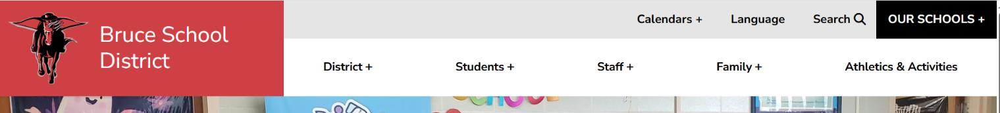 Calendars +
Language
Search
OUR SCHOOLS +
Bruce School
District
District +
Students +
Staff +
Family +
Athletics & Activities